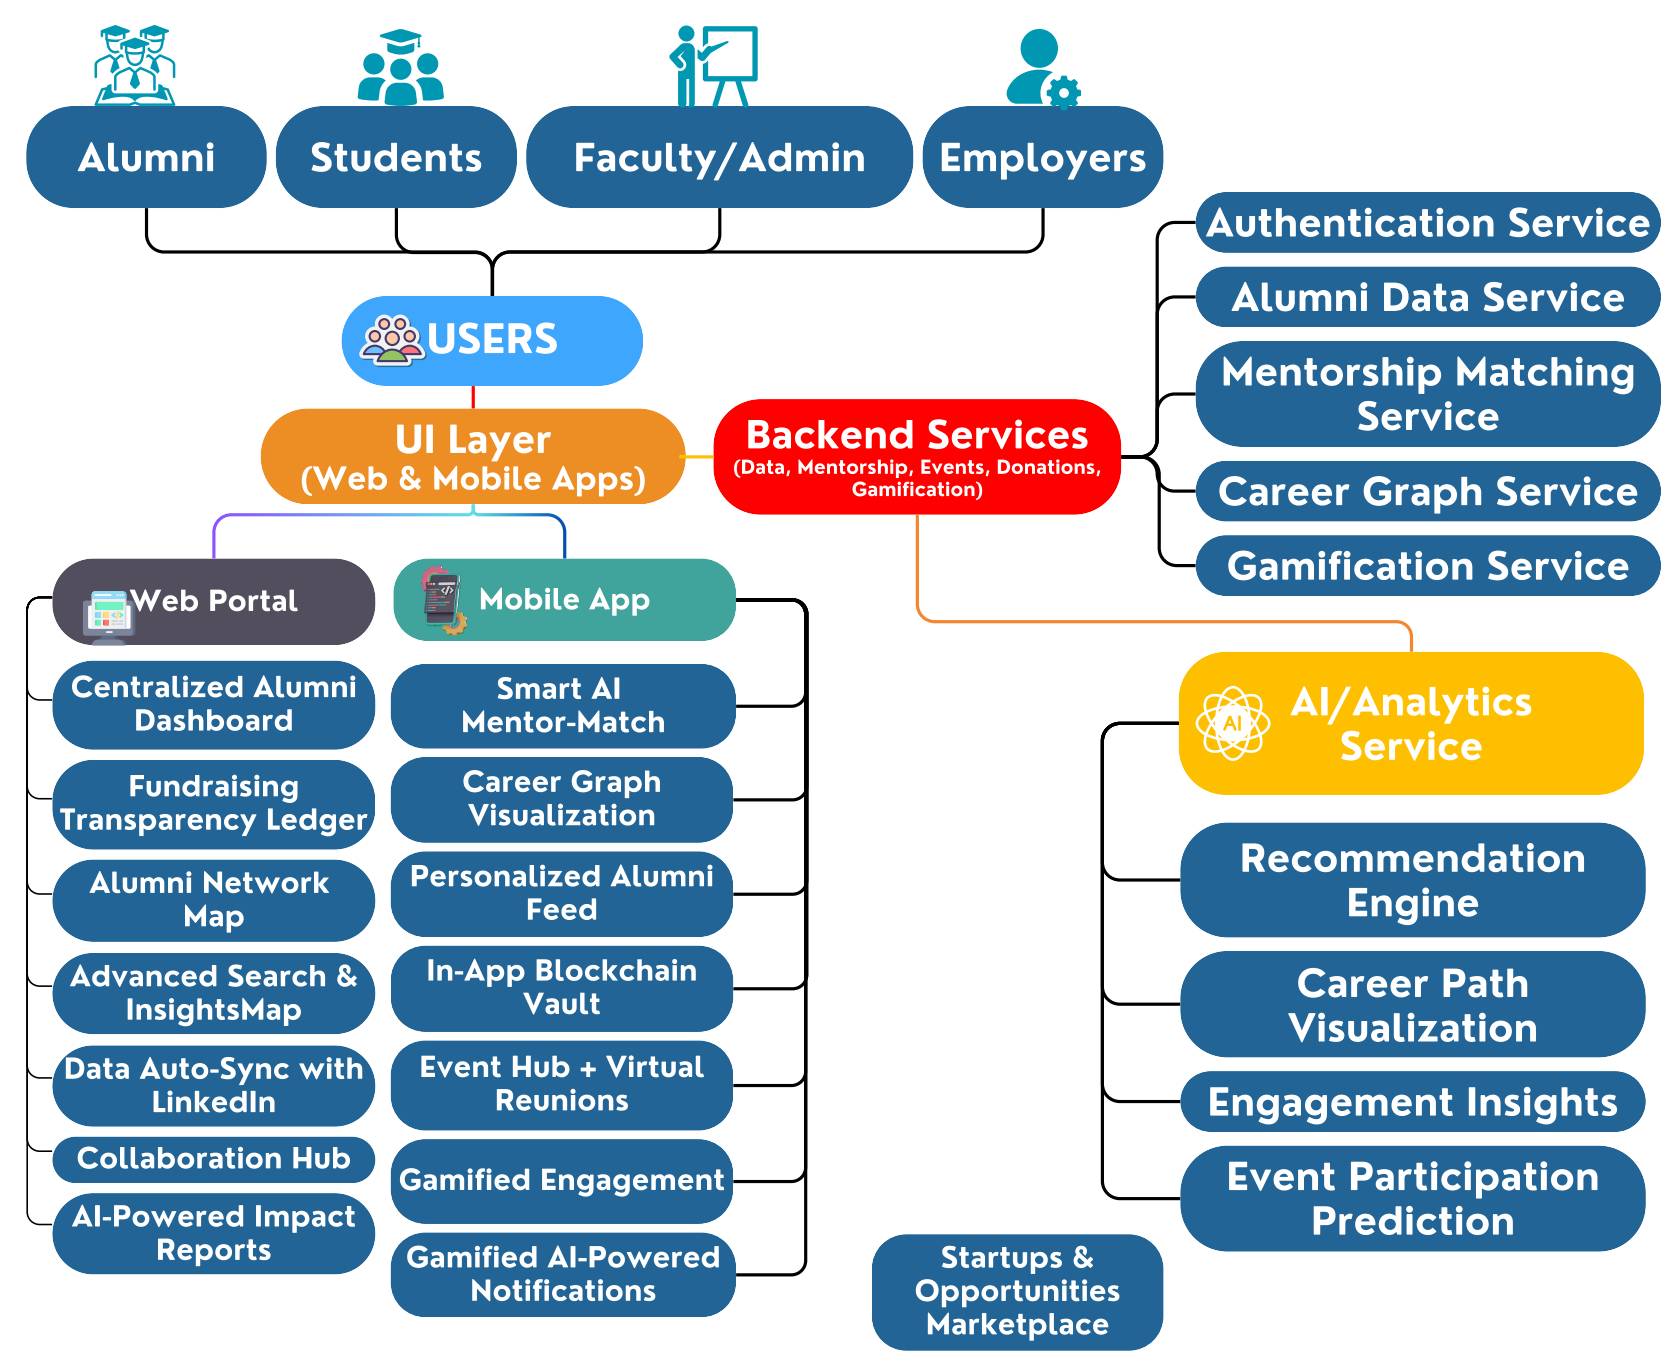 Alumni
Students
Faculty/Admin
Employers
USERS
UI Layer
(Web & Mobile Apps)
Backend Services
(Data, Mentorship, Events, Donations,
Gamification)
Authentication Service
Alumni Data Service
Mentorship Matching
Service
Career Graph Service
Gamification Service
Web Portal
Centralized Alumni
Dashboard
Fundraising
Transparency Ledger
Alumni Network
Map
Advanced Search &
InsightsMap
Data Auto-Sync with
LinkedIn
Collaboration Hub
AI-Powered Impact
Reports
Mobile App
Smart AI
Mentor-Match
Career Graph
Visualization
Personalized Alumni
Feed
In-App Blockchain
Vault
Event Hub + Virtual
Reunions
Gamified Engagement
Gamified AI-Powered
Notifications
AI
AI/Analytics
Service
Recommendation
Engine
Career Path
Visualization
Engagement Insights
Event Participation
Prediction
Startups &
Opportunities
Marketplace